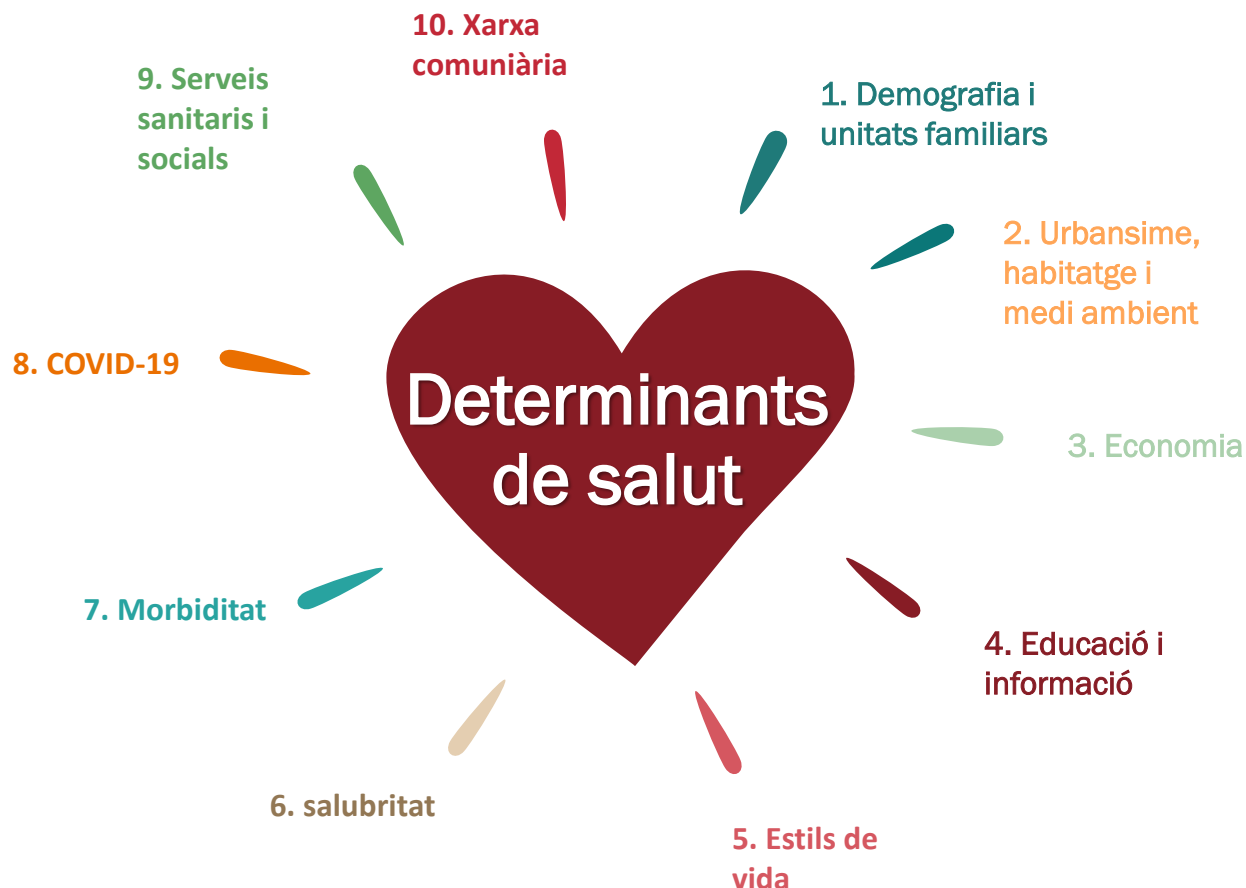 Determinants
de salut
1. Demografia i
unitats familiars
2. Urbansime,
habitatge i
medi ambient
3. Economia
4. Educació i
informació
5. Estils de
vida
6. salubritat
7. Morbiditat
8. COVID-19
9. Serveis
sanitaris i
socials
10. Xarxa
comuniària